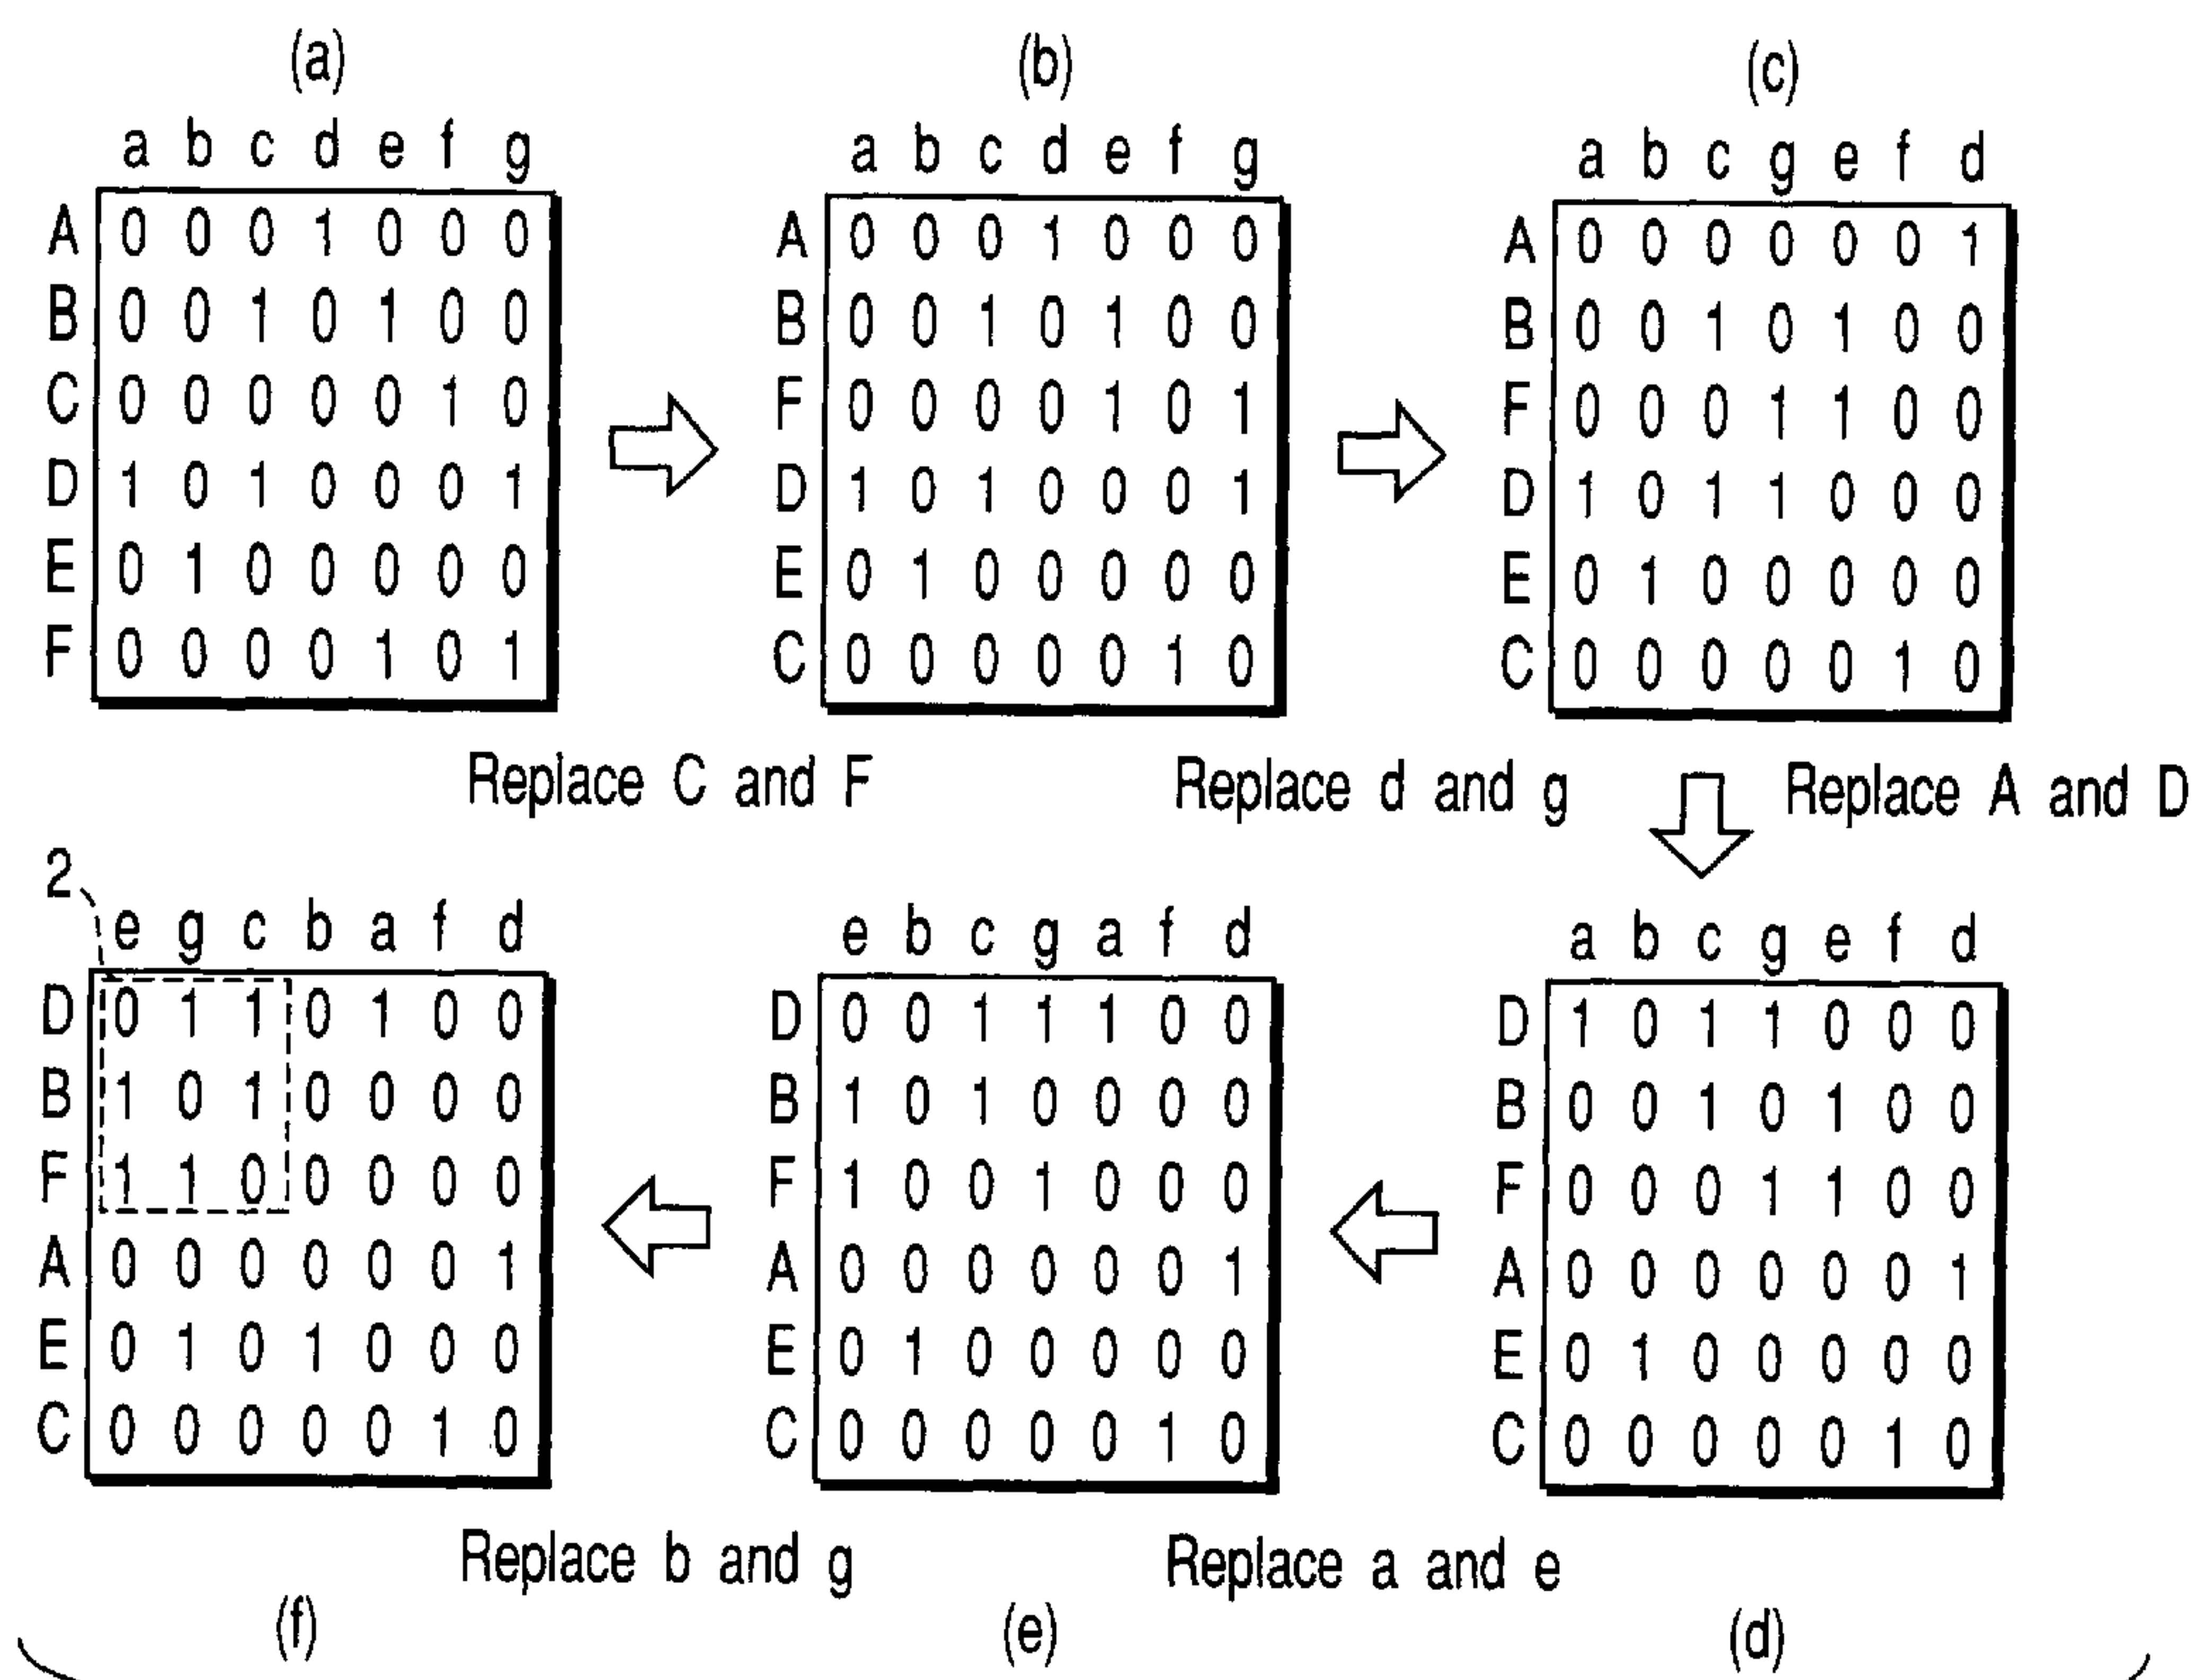 (a)
a b c d e f g
A 0 0 0 1 0 0 0
B 0 0 1 0 1 0 0
C 0 0 0 0 0 1 0
D 1 0 1 0 0 0 1
E 0 1 0 0 0 0 0
F 0 0 0 0 1 0 1
Replace C and F
(b)
a b c d e f g
A 0 0 0 1 0 0 0
B 0 0 1 0 1 0 0
F 0 0 0 0 1 0 1
D 1 0 1 0 0 0 1
E 0 1 0 0 0 0 0
C 0 0 0 0 0 1 0
Replace d and g
(c)
a b c g e f d
A 0 0 0 0 0 0 1
B 0 0 1 0 1 0 0
F 0 0 0 1 1 0 0
D 1 0 1 1 0 0 0
E 0 1 0 0 0 0 0
C 0 0 0 0 0 1 0
Replace A and D
2
e g c b a f d
D 0 1 1 0 1 0 0
B 1 0 1 0 0 0 0
F 1 1 0 0 0 0 0
A 0 0 0 0 0 0 1
E 0 1 0 1 0 0 0
C 0 0 0 0 0 1 0
Replace b and g
(f)
e b c g a f d
D 0 0 1 1 1 0 0
B 1 0 1 0 0 0 0
F 1 0 0 1 0 0 0
A 0 0 0 0 0 0 1
E 0 1 0 0 0 0 0
C 0 0 0 0 0 1 0
Replace a and e
(e)
a b c g e f d
D 1 0 1 1 0 0 0
B 0 0 1 0 1 0 0
F 0 0 0 1 1 0 0
A 0 0 0 0 0 0 1
E 0 1 0 0 0 0 0
C 0 0 0 0 0 1 0
(d)